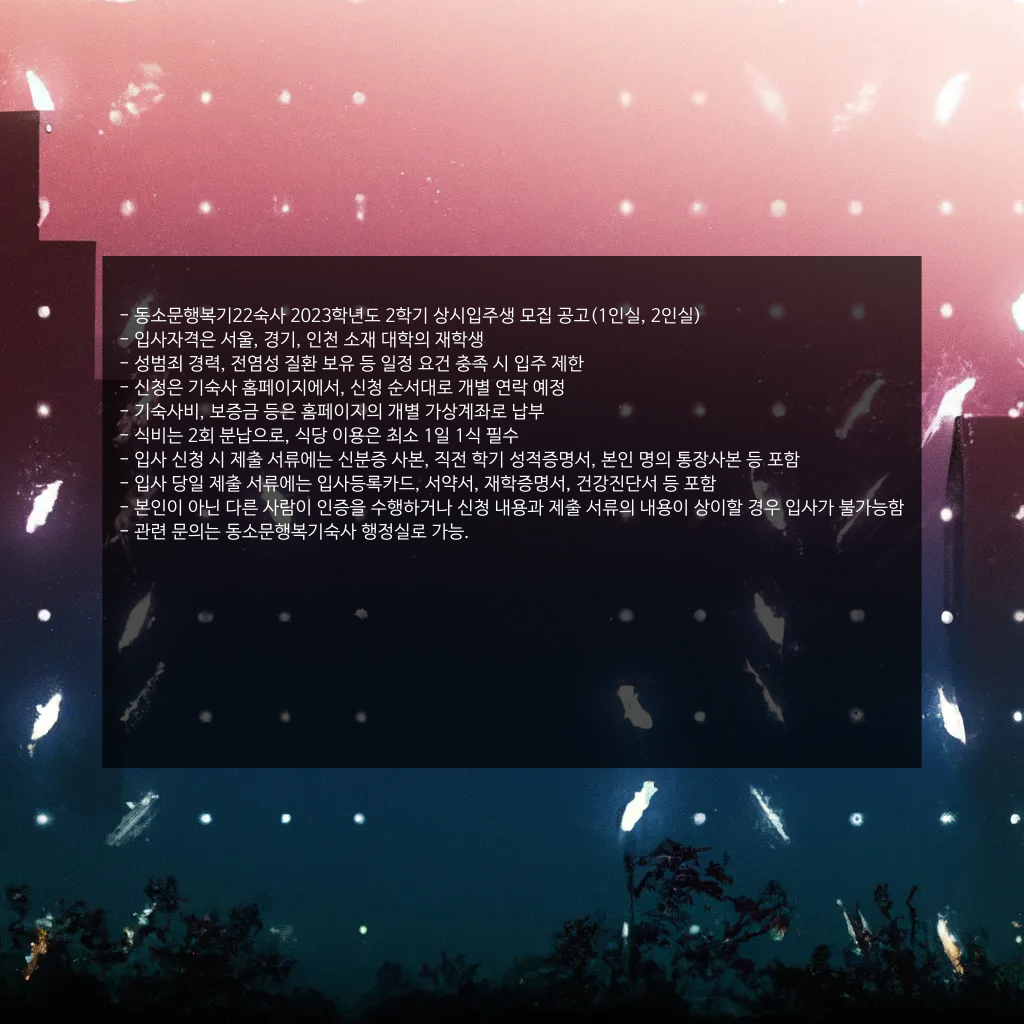 - 동소문행복기22숙사 2023학년도 2학기 상시입주생 모집 공고(1인실, 2인실)
- 입사자격은 서울, 경기, 인천 소재 대학의 재학생
- 성범죄 경력, 전염성 질환 보유 등 일정 요건 충족 시 입주 제한
- 신청은 기숙사 홈페이지에서, 신청 순서대로 개별 연락 예정
- 기숙사비, 보증금 등은 홈페이지의 개별 가상계좌로 납부
- 식비는 2회 분납으로, 식당 이용은 최소 1일 1식 필수
- 입사 신청 시 제출 서류에는 신분증 사본, 직전 학기 성적증명서, 본인 명의 통장사본 등 포함
- 입사 당일 제출 서류에는 입사등록카드, 서약서, 재학증명서, 건강진단서 등 포함
- 본인이 아닌 다른 사람이 인증을 수행하거나 신청 내용과 제출 서류의 내용이 상이할 경우 입사가 불가능함
- 관련 문의는 동소문행복기숙사 행정실로 가능.